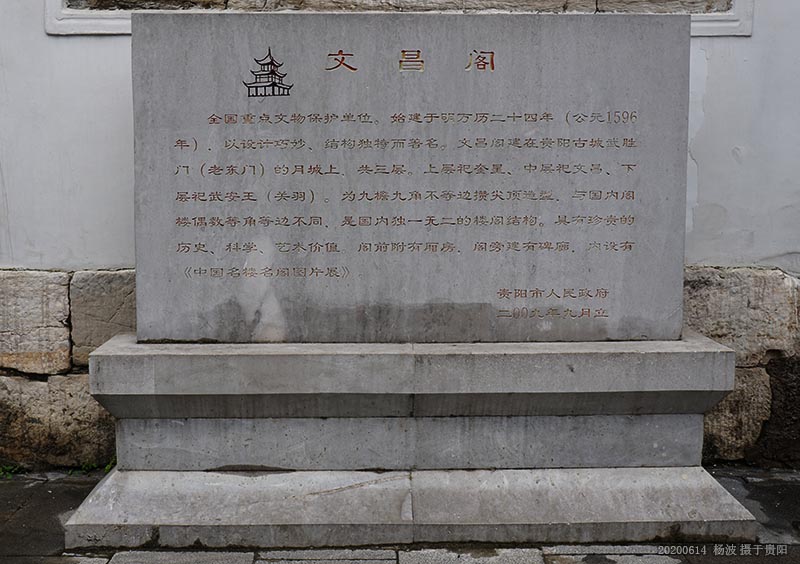 文昌阁
全国重点文物保护单位。始建于明万历二十四年（公元1596
年），以设计巧妙、结构独特而著名。文昌阁建在贵阳古城武胜
门（老东门）的月城上，共三层。上层祀奎星、中层祀文昌、下
层祀武安王（关羽）。为九檐九角不等边攒尖顶造型，与国内阁
楼偶数等角等边不同，是国内独一无二的楼阁结构。具有珍贵的
历史、科学、艺术价值。阁前附有厢房，阁旁建有碑廊，内设有
《中国名楼名阁图片展》。
贵阳市人民政府
二00九年九月立
20200614 杨波 摄于贵阳